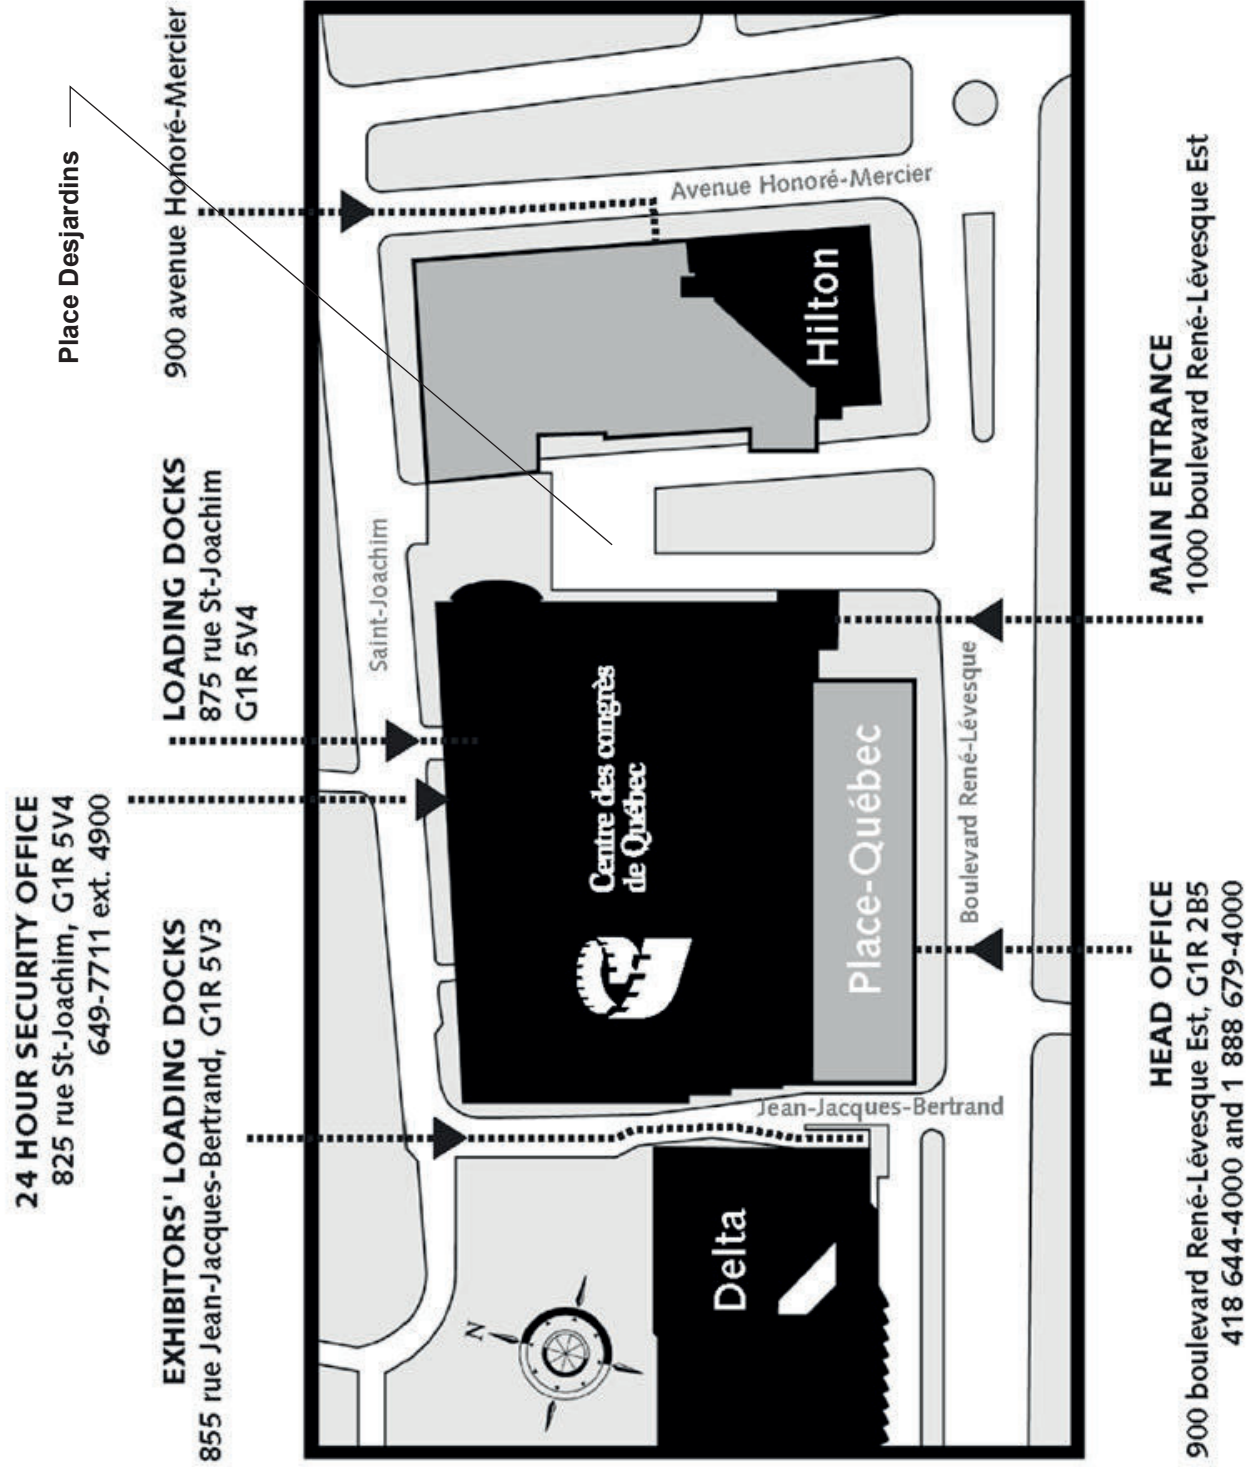 24 HOUR SECURITY OFFICE
825 rue St-Joachim, G1R 5V4
649-7711 ext. 4900
LOADING DOCKS
875 rue St-Joachim
G1R 5V4
Place Desjardins
900 avenue Honoré-Mercier
EXHIBITORS' LOADING DOCKS
855 rue Jean-Jacques-Bertrand, G1R 5V3
Saint-Joachim
N
Delta
Centre des congrès
de Québec
Place-Québec
Hilton
Avenue Honoré-Mercier
Jean-Jacques-Bertrand
Boulevard René-Lévesque
HEAD OFFICE
900 boulevard René-Lévesque Est, G1R 2B5
418 644-4000 and 1 888 679-4000
MAIN ENTRANCE
1000 boulevard René-Lévesque Est